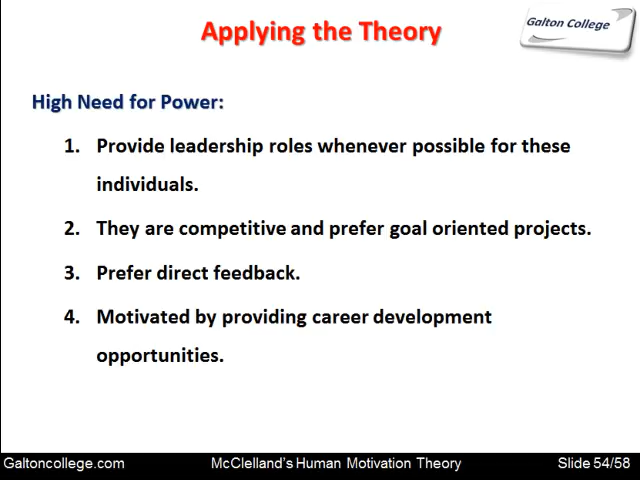 Applying the Theory
Galton College
High Need for Power:
1. Provide leadership roles whenever possible for these
individuals.
2. They are competitive and prefer goal oriented projects.
3. Prefer direct feedback.
4. Motivated by providing career development
opportunities.
Galtoncollege.com McClelland's Human Motivation Theory Slide 54/58